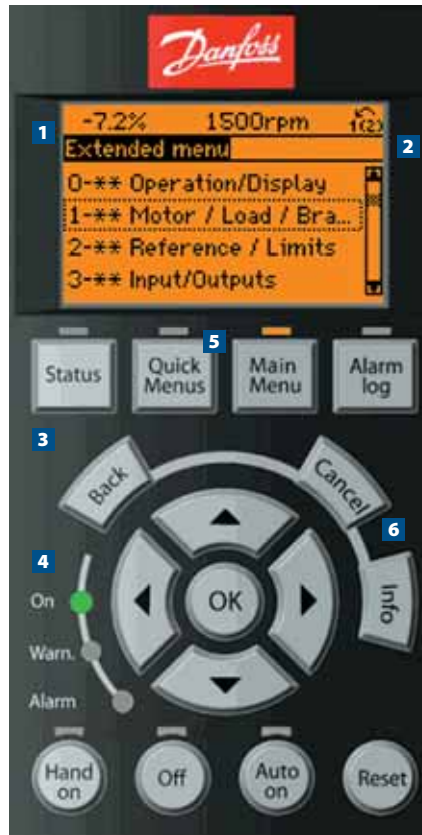 Danfoss
-7.2% 1500rpm 1(2)
1
Extended menu
2
0-** Operation/Display
1-** Motor / Load / Bra...
2-** Reference / Limits
3-** Input/Outputs
5
Status
Quick
Menus
Main
Menu
Alarm
log
3
Back
Cancel
6
4
Info
On
OK
Warn.
Alarm
Hand
on
Off
Auto
on
Reset